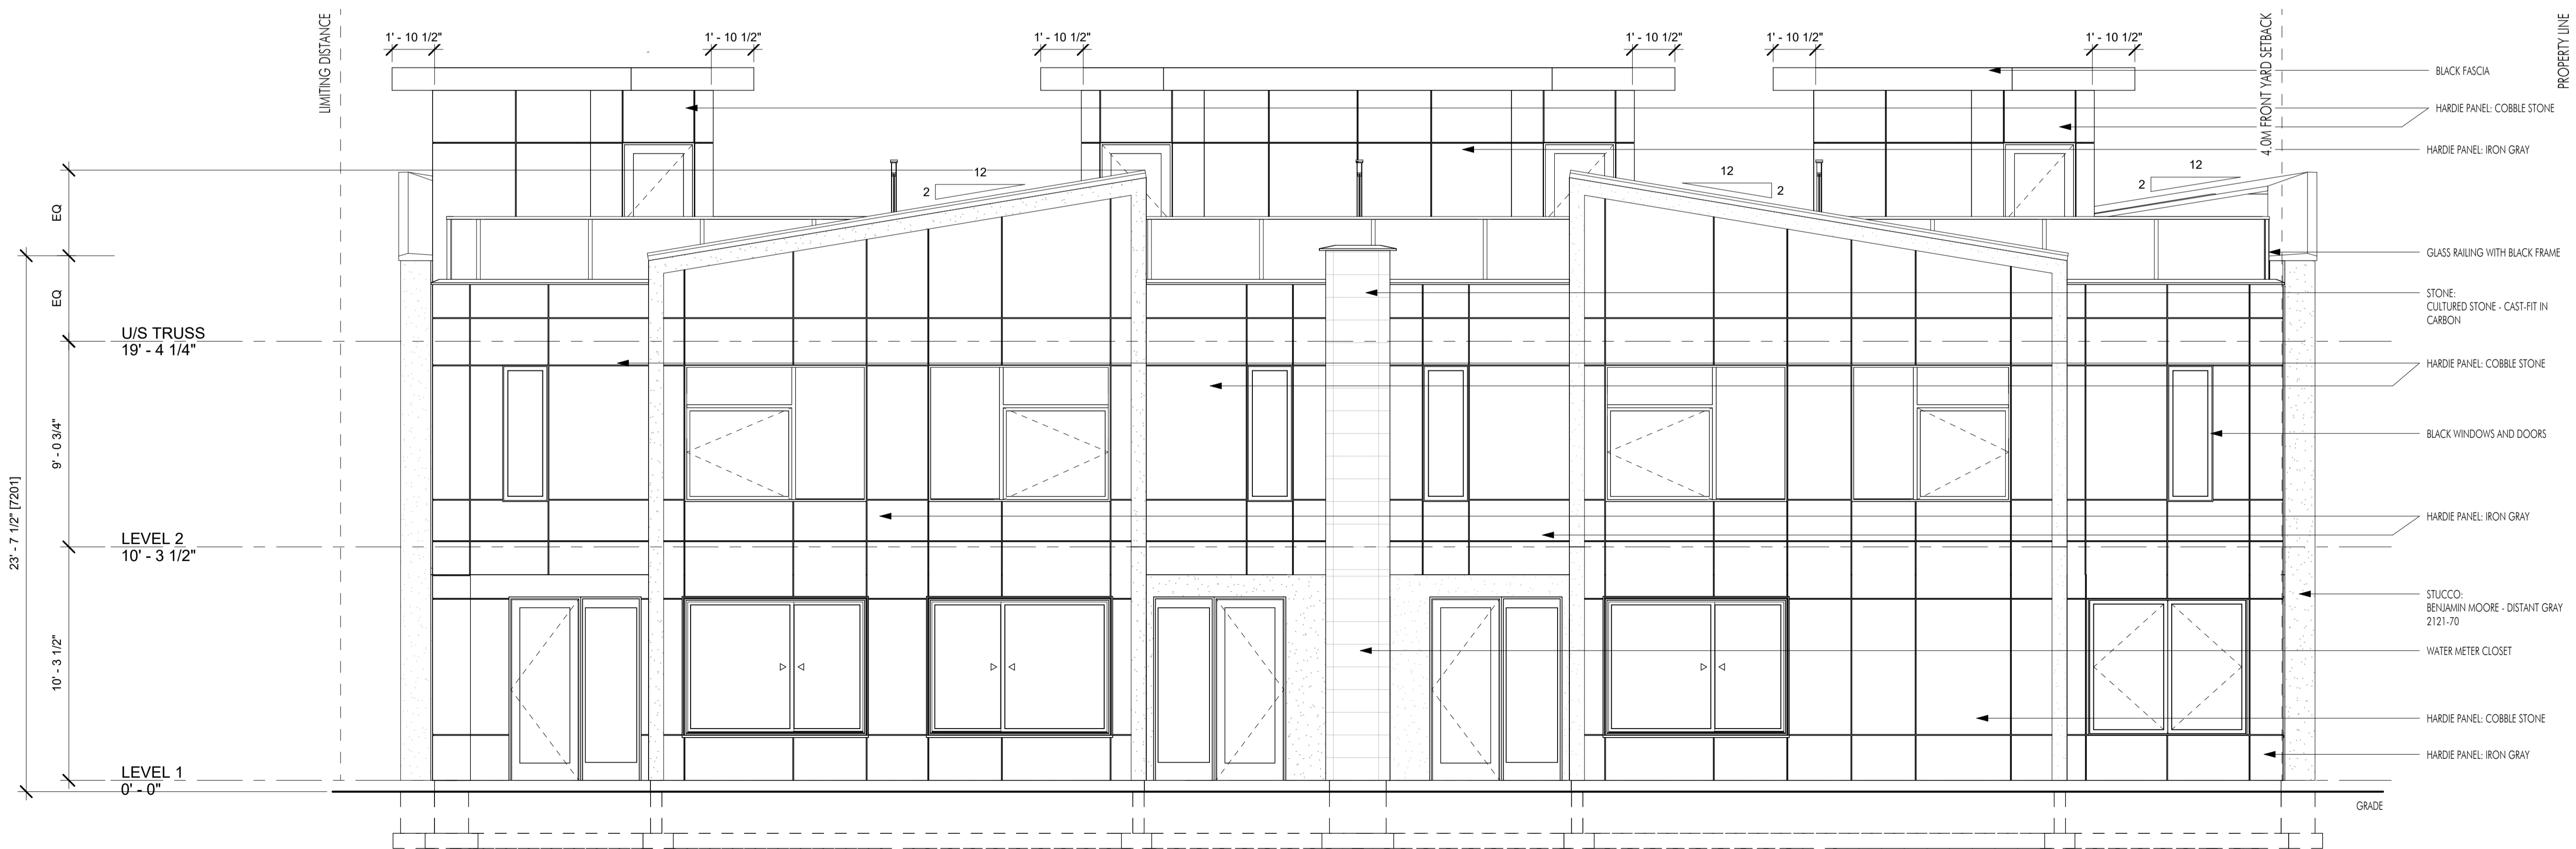 LIMITING DISTANCE
1' - 10 1/2"
1' - 10 1/2"
1' - 10 1/2"
1' - 10 1/2"
1' - 10 1/2"
1' - 10 1/2"
4.0M FRONT YARD SETBACK
PROPERTY LINE
BLACK FASCIA
HARDIE PANEL: COBBLE STONE
HARDIE PANEL: IRON GRAY
12
2
12
2
12
2
EQ
EQ
GLASS RAILING WITH BLACK FRAME
STONE:
CULTURED STONE - CAST-FIT IN
CARBON
U/S TRUSS
19' - 4 1/4"
HARDIE PANEL: COBBLE STONE
9' - 0 3/4"
BLACK WINDOWS AND DOORS
23' - 7 1/2" [7201]
HARDIE PANEL: IRON GRAY
LEVEL 2
10' - 3 1/2"
STUCCO:
BENJAMIN MOORE - DISTANT GRAY
2121-70
10' - 3 1/2"
WATER METER CLOSET
HARDIE PANEL: COBBLE STONE
HARDIE PANEL: IRON GRAY
LEVEL 1
0' - 0"
GRADE